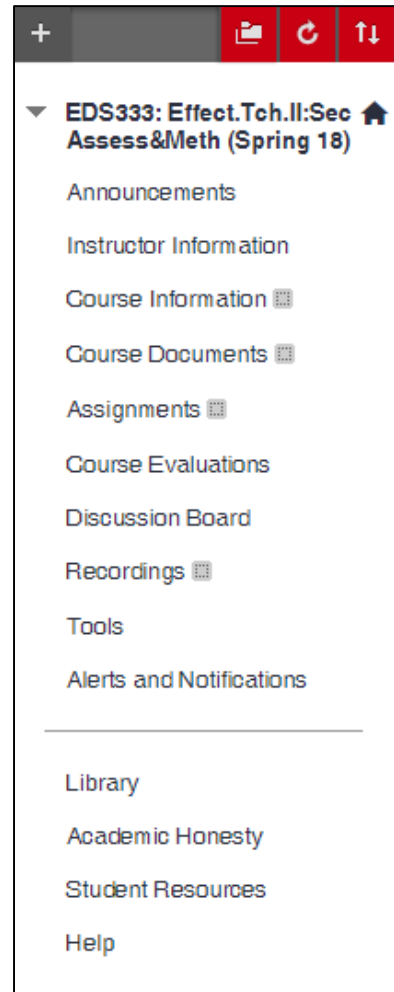 EDS333: Effect.Tch.II:Sec
Assess&Meth (Spring 18)
Announcements
Instructor Information
Course Information
Course Documents
Assignments
Course Evaluations
Discussion Board
Recordings
Tools
Alerts and Notifications
Library
Academic Honesty
Student Resources
Help